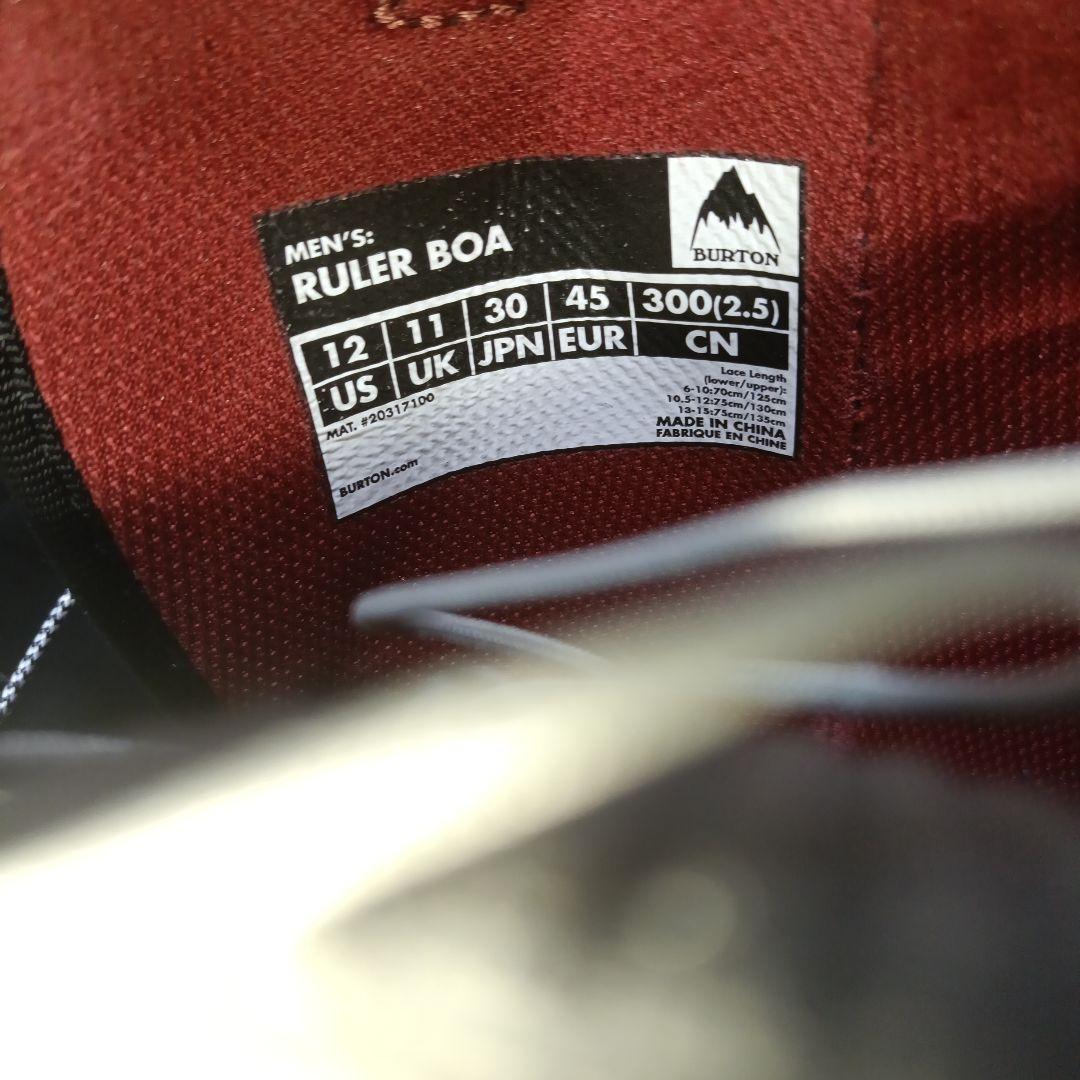 MEN'S:
RULER BOA
BURTON
12 11 30 45 300(2.5)
US UK JPN EUR CN
MAT. #20317100
Lace Length
(lower/upper):
6-10:70cm/125cm
10.5-12:75cm/130cm
13-15:75cm/135cm
MADE IN CHINA
FABRIQUE EN CHINE
BURTON.com